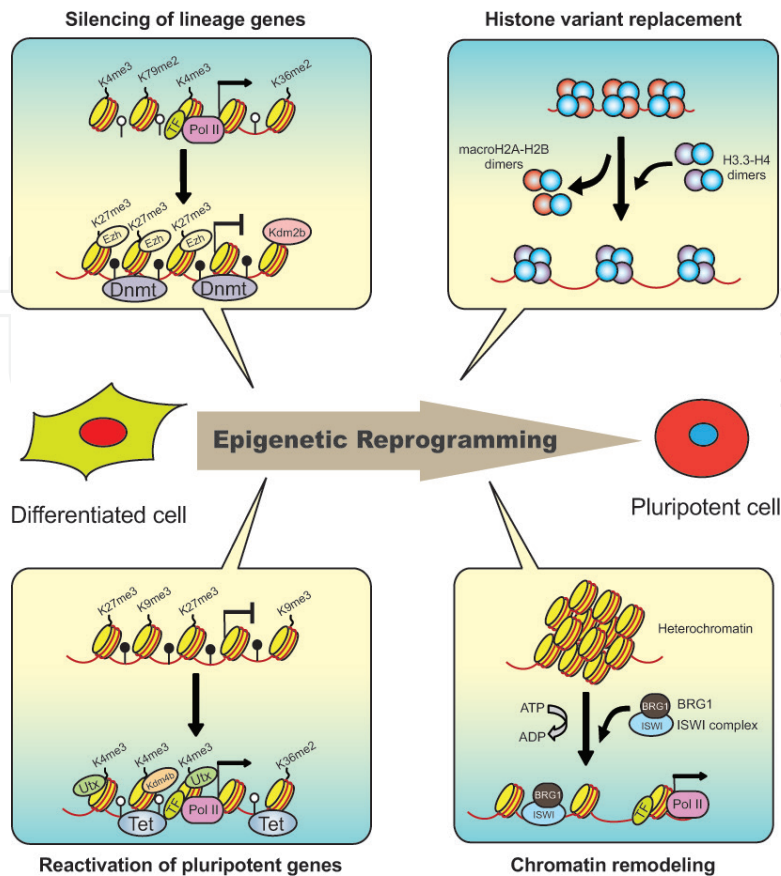 Silencing of lineage genes
K4me3
K79me2
K4me3
K36me2
TF
Pol II
K27me3
K27me3
K27me3
Ezh
Ezh
Ezh
Kdm2b
Dnmt
Dnmt
Histone variant replacement
macroH2A-H2B
dimers
H3.3-H4
dimers
Epigenetic Reprogramming
Differentiated cell
Pluripotent cell
K27me3
K9me3
K27me3
K9me3
K4me3
K4me3
K4me3
K36me2
Utx
Kdm4b
Utx
TF
Pol II
Tet
Tet
Reactivation of pluripotent genes
Heterochromatin
ATP
ADP
BRG1
ISWI
BRG1
ISWI complex
BRG1
ISWI
TF
Pol II
Chromatin remodeling